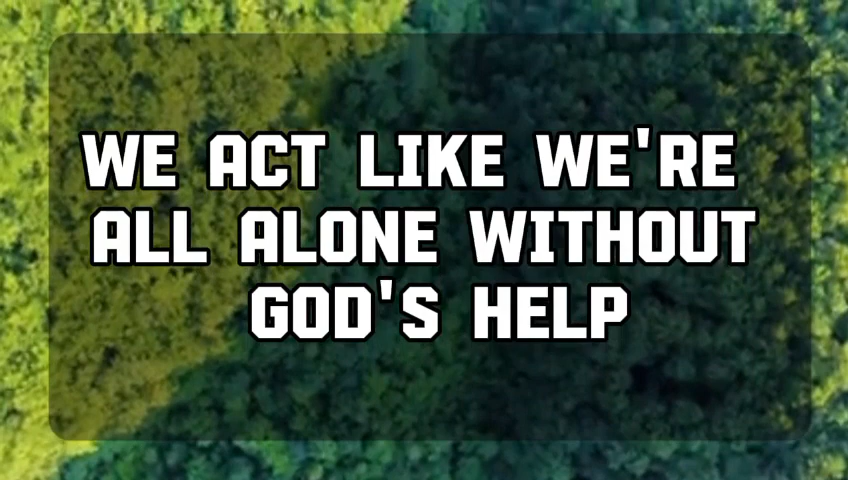 WE ACT LIKE WE'RE
ALL ALONE WITHOUT
GOD'S HELP